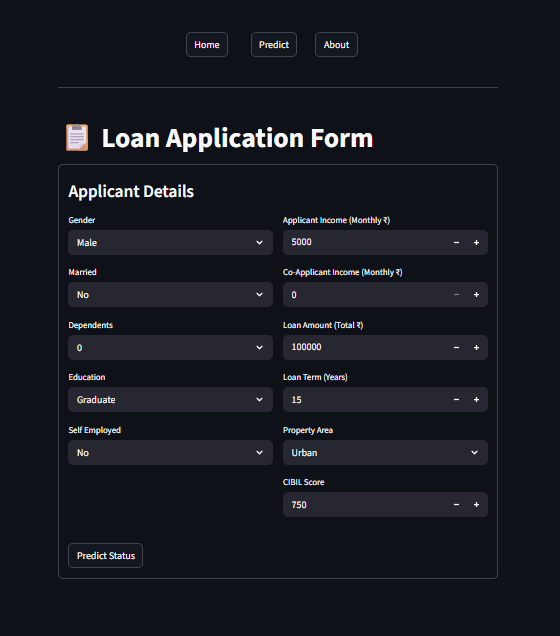 Home Predict About
Loan Application Form
Applicant Details
Gender
Male
Married
No
Dependents
0
Education
Graduate
Self Employed
No
Applicant Income (Monthly ₹)
5000
Co-Applicant Income (Monthly ₹)
0
Loan Amount (Total ₹)
100000
Loan Term (Years)
15
Property Area
Urban
CIBIL Score
750
Predict Status